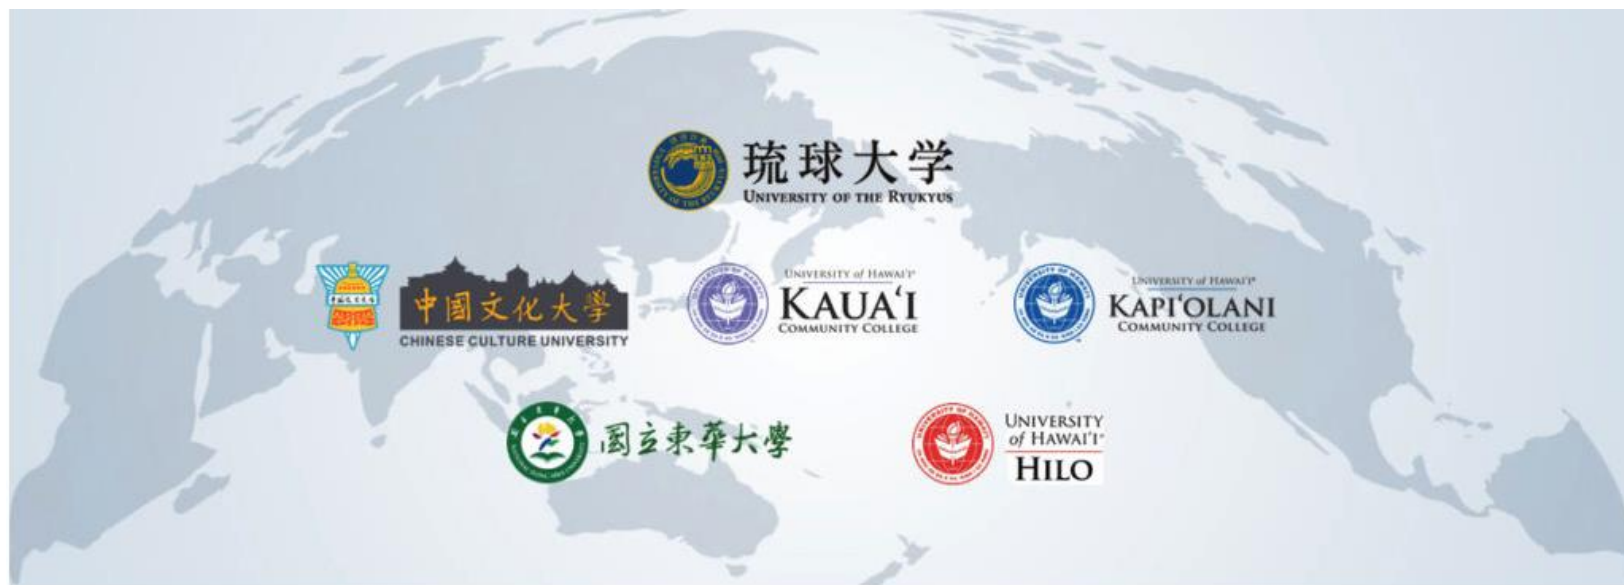 琉球大学
UNIVERSITY OF THE RYUKYUS
中國文化大學
CHINESE CULTURE UNIVERSITY
UNIVERSITY of HAWAI‘I®
KAUA‘I
COMMUNITY COLLEGE
UNIVERSITY of HAWAI‘I®
KAPI‘OLANI
COMMUNITY COLLEGE
國立東華大學
UNIVERSITY
of HAWAI‘I®
HILO